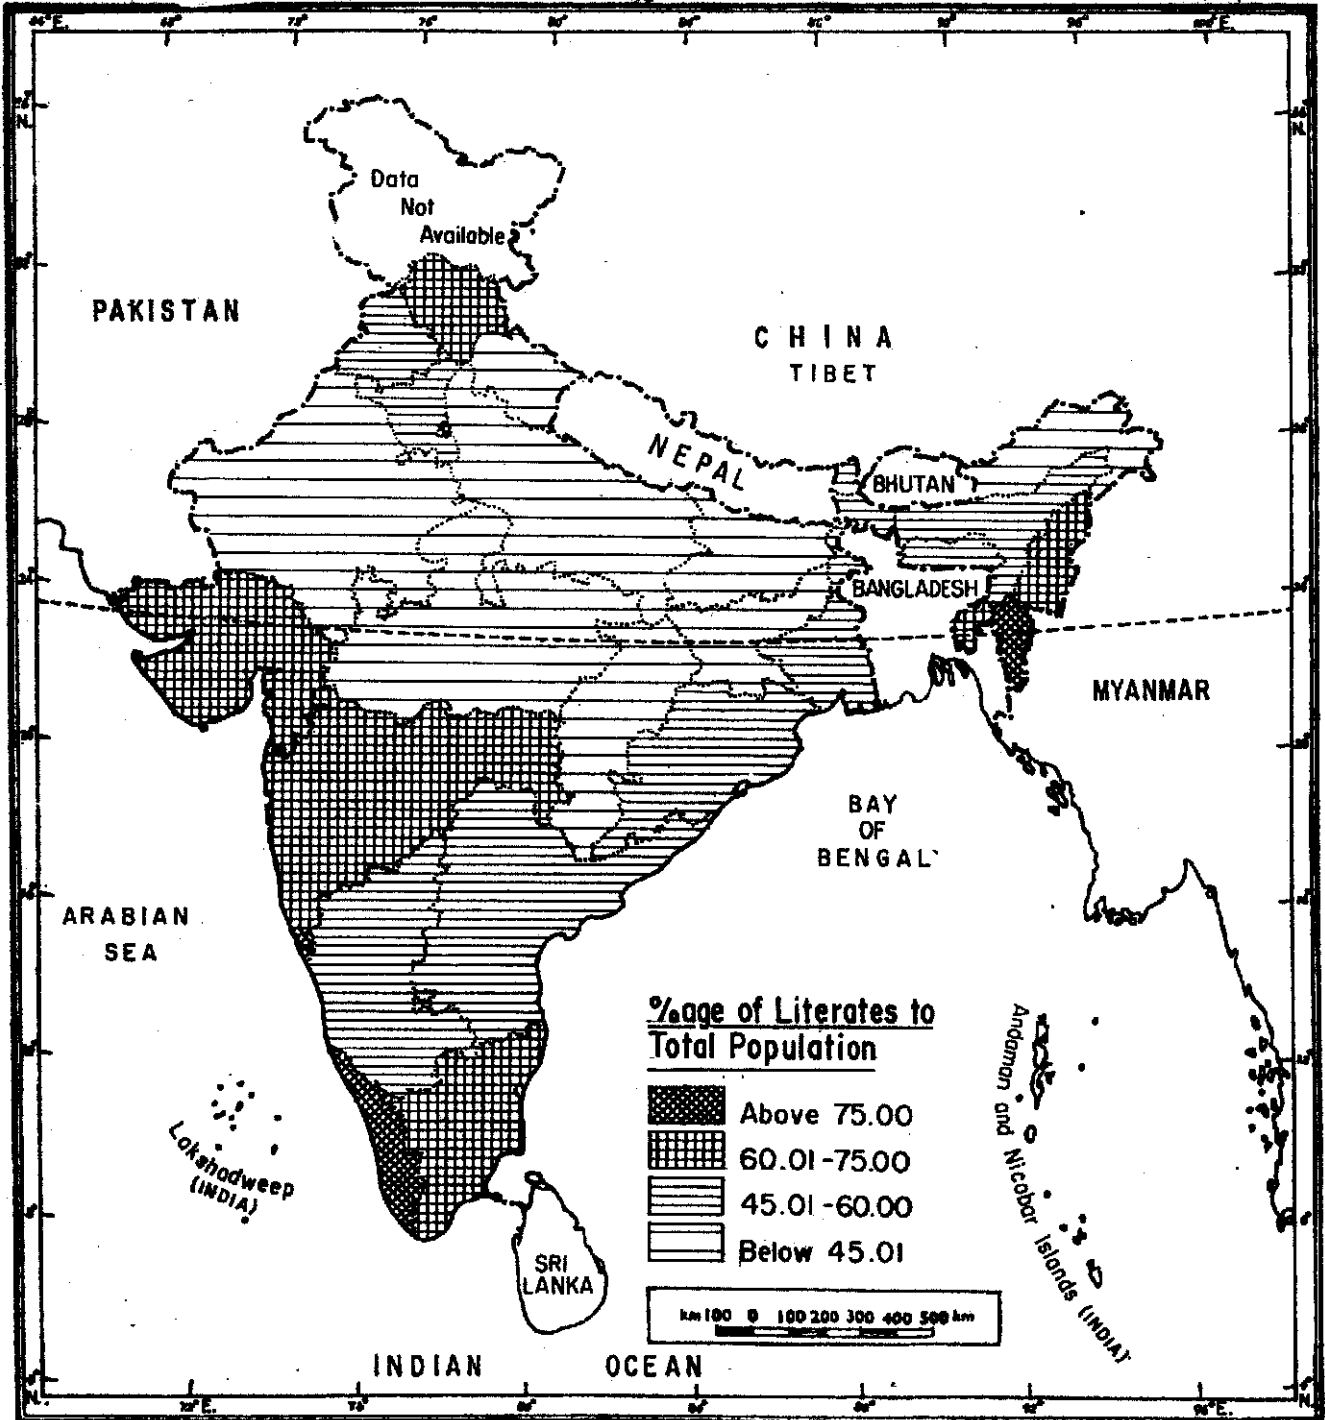 Data
Not
Available
PAKISTAN
CHINA
TIBET
NEPAL
BHUTAN
BANGLADESH
MYANMAR
BAY
OF
BENGAL
ARABIAN
SEA
%age of Literates to
Total Population
Above 75.00
60.01-75.00
45.01-60.00
Below 45.01
Andaman and Nicobar Islands (INDIA)
Lakshadweep
(INDIA)
SRI
LANKA
km 100 0 100 200 300 400 500 km
INDIAN OCEAN